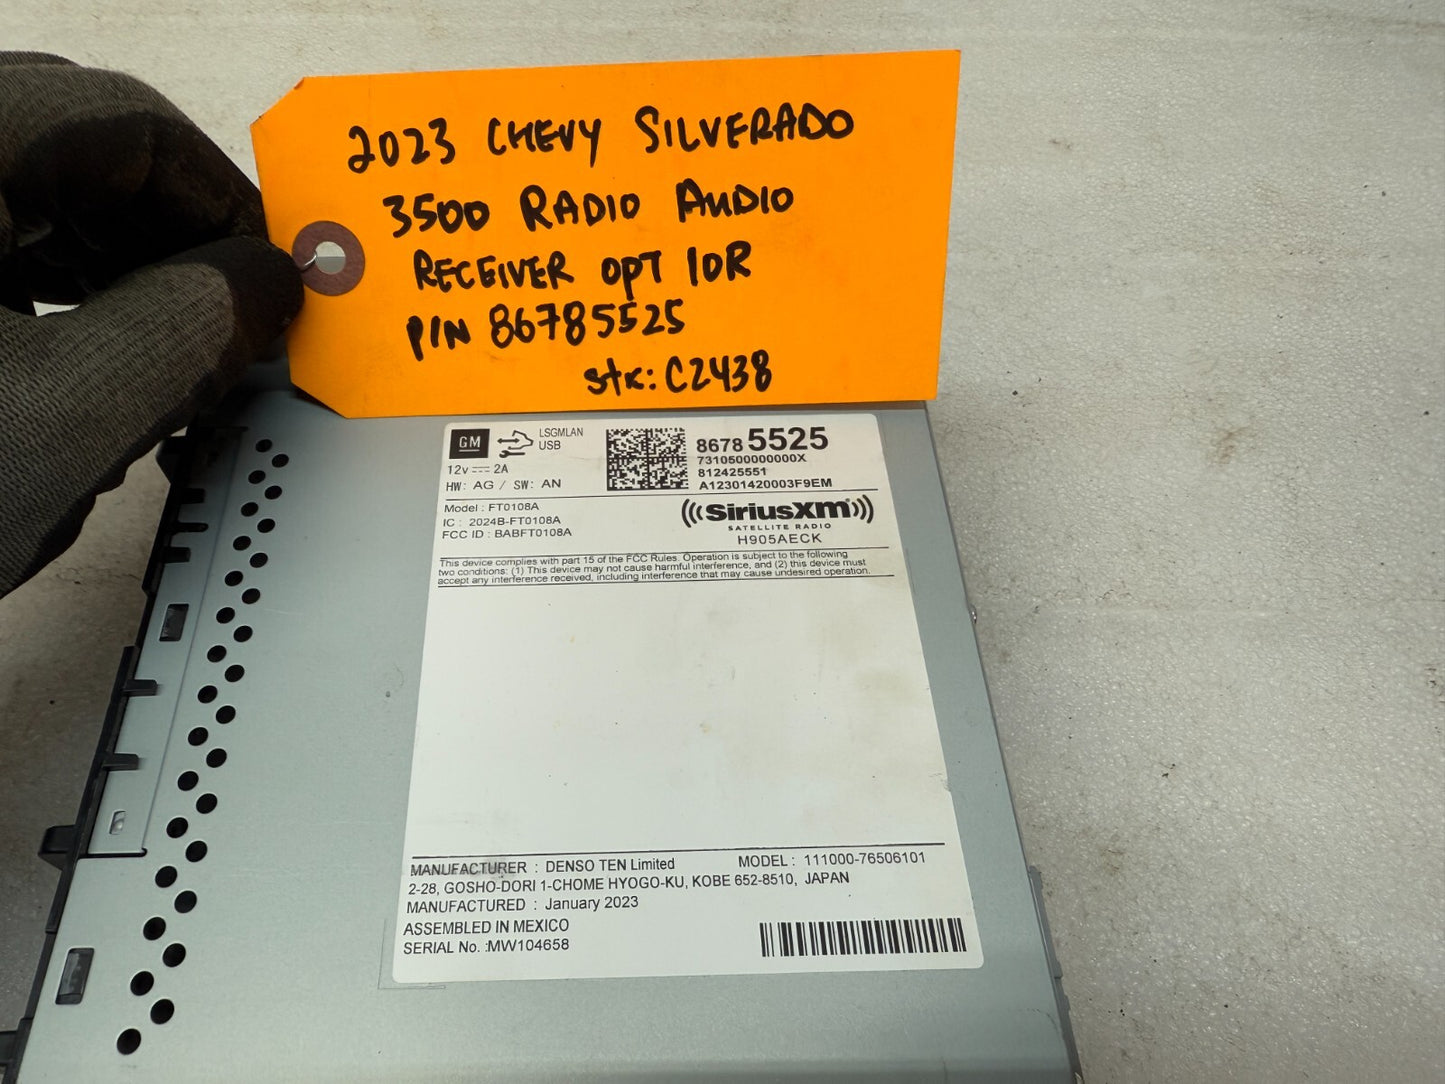 2023 CHEVY SILVERADO
3500 RADIO AUDIO
RECEIVER OPT IOR
P/N 86785525
stk: C2438
GM
LSGMLAN
USB
12v 2A
HW: AG / SW: AN
8678 5525
7310500000000X
812425551
A12301420003F9EM
Model : FT0108A
IC : 2024B-FT0108A
FCC ID : BABFT0108A
SiriusXm
SATELLITE RADIO
H905AECK
This device complies with part 15 of the FCC Rules. Operation is subject to the following
two conditions: (1) This device may not cause harmful interference, and (2) this device must
accept any interference received, including interference that may cause undesired operation.
MANUFACTURER : DENSO TEN Limited MODEL : 111000-76506101
2-28, GOSHO-DORI 1-CHOME HYOGO-KU, KOBE 652-8510, JAPAN
MANUFACTURED : January 2023
ASSEMBLED IN MEXICO
SERIAL No. :MW104658